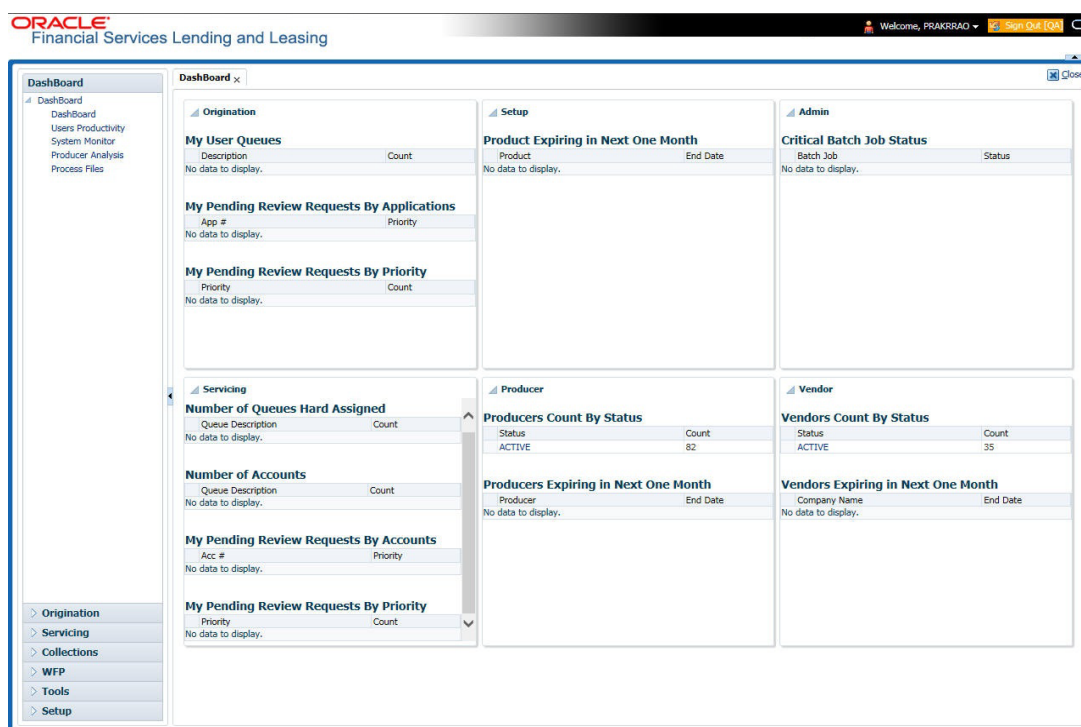 ORACLE
Financial Services Lending and Leasing
Welcome, PRAKRRAO
Sign Out [QA]
DashBoard
DashBoard
DashBoard
Users Productivity
System Monitor
Producer Analysis
Process Files
Origination
Servicing
Collections
WFP
Tools
Setup
DashBoard
Close
Origination
My User Queues
Description Count
No data to display.
My Pending Review Requests By Applications
App # Priority
No data to display.
My Pending Review Requests By Priority
Priority Count
No data to display.
Setup
Product Expiring in Next One Month
Product End Date
No data to display.
Admin
Critical Batch Job Status
Batch Job Status
No data to display.
Servicing
Number of Queues Hard Assigned
Queue Description Count
No data to display.
Number of Accounts
Queue Description Count
No data to display.
My Pending Review Requests By Accounts
Acc # Priority
No data to display.
My Pending Review Requests By Priority
Priority Count
No data to display.
Producer
Producers Count By Status
Status Count
ACTIVE 82
Producers Expiring in Next One Month
Producer End Date
No data to display.
Vendor
Vendors Count By Status
Status Count
ACTIVE 35
Vendors Expiring in Next One Month
Company Name End Date
No data to display.